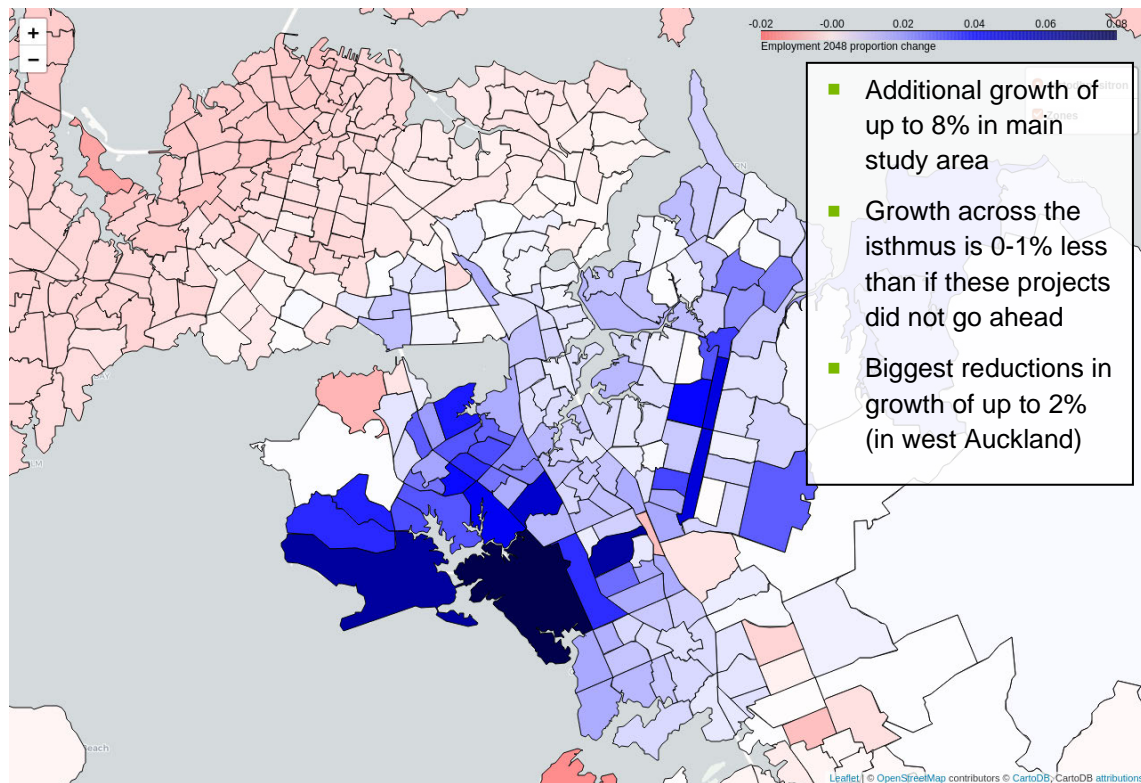 +
−
-0.02 -0.00 0.02 0.04 0.06 0.08
Employment 2048 proportion change
Additional growth of
up to 8% in main
study area
Growth across the
isthmus is 0-1% less
than if these projects
did not go ahead
Biggest reductions in
growth of up to 2%
(in west Auckland)
Zones
Leaflet | © OpenStreetMap contributors © CartoDB, CartoDB attributions